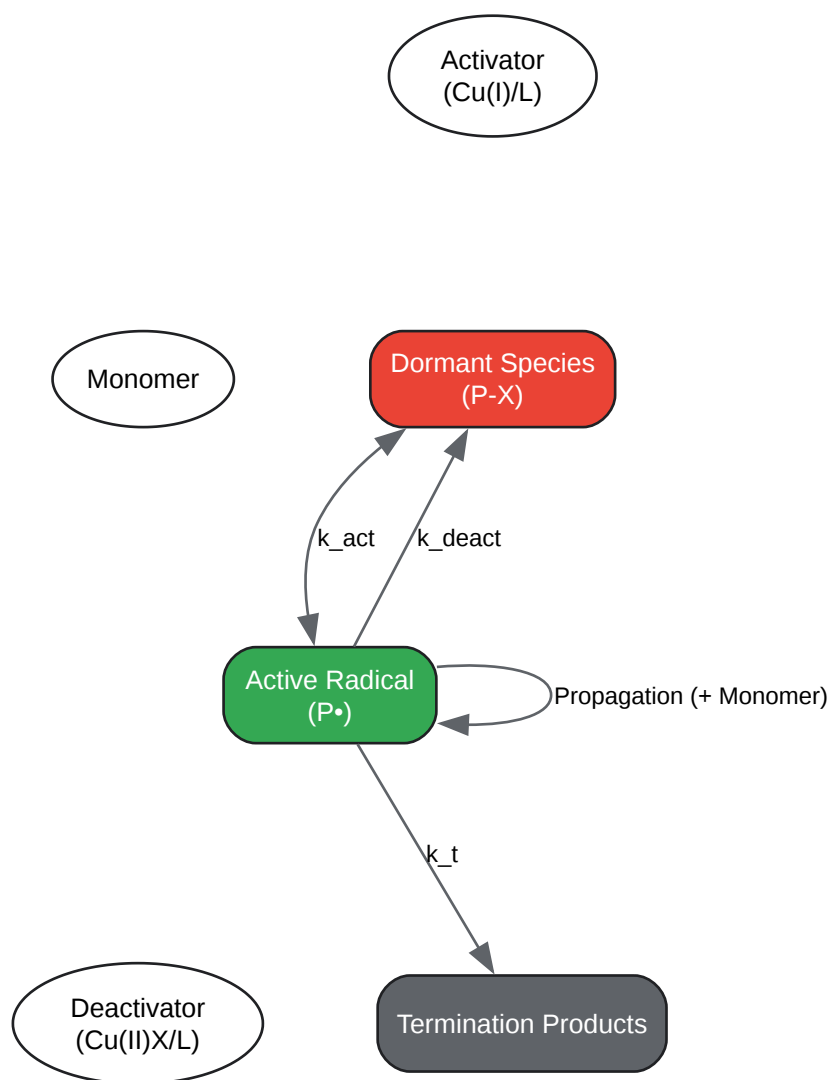 Activator
(Cu(I)/L)
Monomer
Dormant Species
(P-X)
k_act
k_deact
Active Radical
(P•)
Propagation (+ Monomer)
k_t
Deactivator
(Cu(II)X/L)
Termination Products